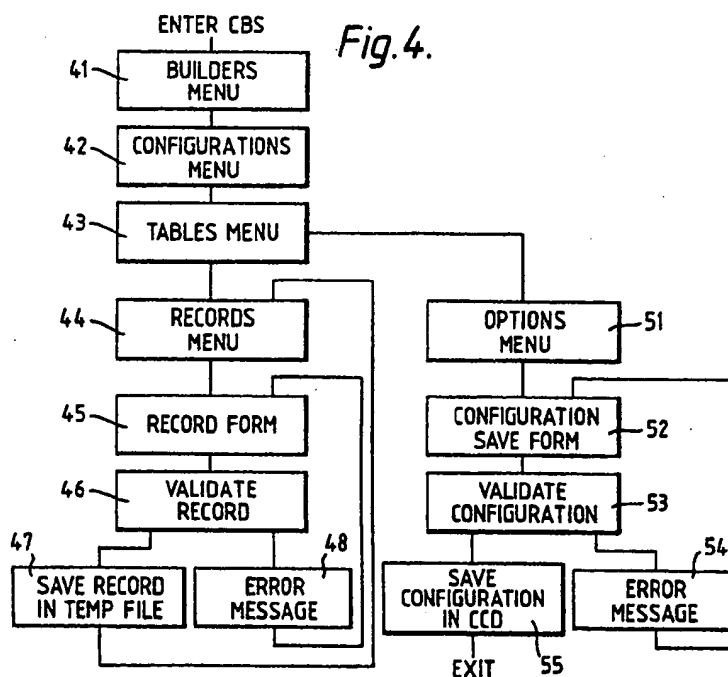 ENTER CBS
Fig. 4.
41
BUILDERS
MENU
42
CONFIGURATIONS
MENU
43
TABLES MENU
44
RECORDS
MENU
51
OPTIONS
MENU
45
RECORD FORM
52
CONFIGURATION
SAVE FORM
46
VALIDATE
RECORD
53
VALIDATE
CONFIGURATION
47
SAVE RECORD
IN TEMP FILE
48
ERROR
MESSAGE
SAVE
CONFIGURATION
IN CCD
55
54
ERROR
MESSAGE
EXIT